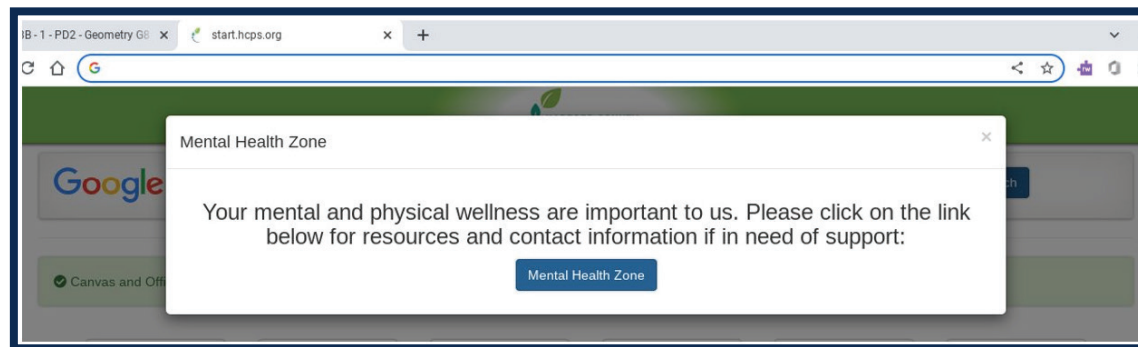 IB - 1 - PD2 - Geometry G8
start.hcps.org
Mental Health Zone
Google
Your mental and physical wellness are important to us. Please click on the link
below for resources and contact information if in need of support:
Mental Health Zone
Canvas and Offi